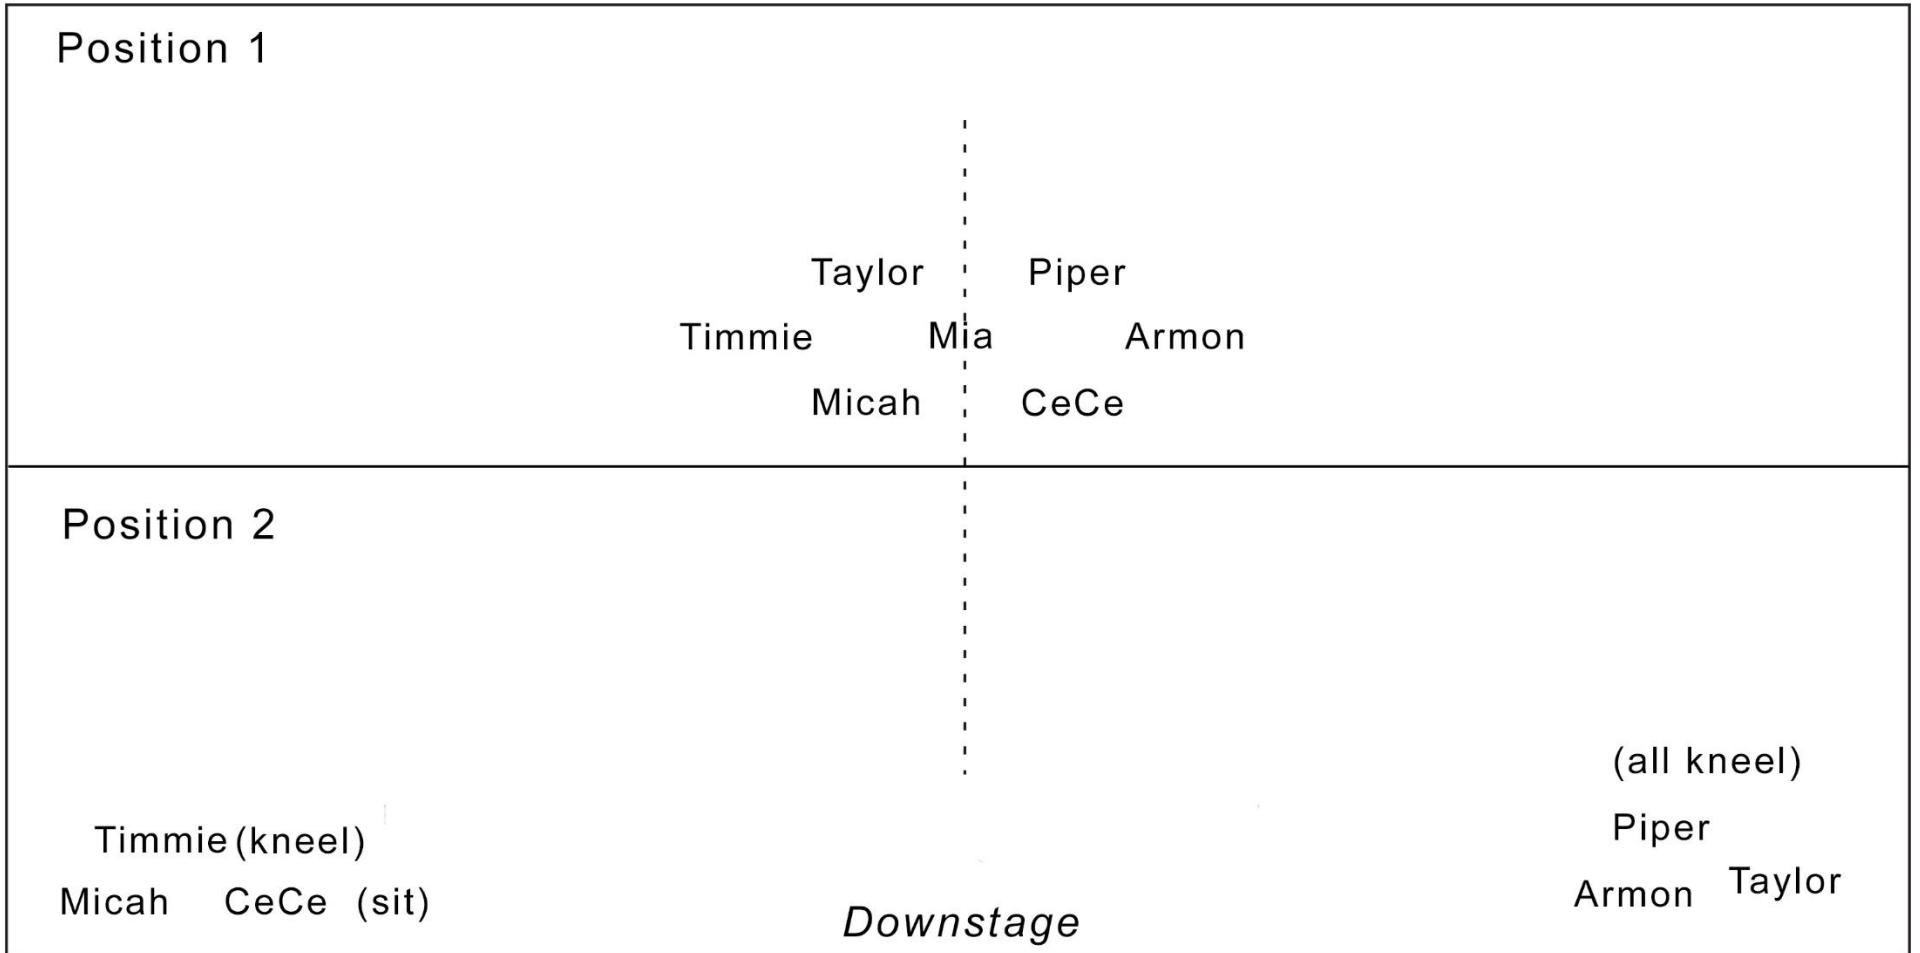 Position 1
Taylor Piper
Timmie Mia Armon
Micah CeCe
Position 2
(all kneel)
Piper
Timmie (kneel)
Taylor
Armon
Micah CeCe (sit)
Downstage